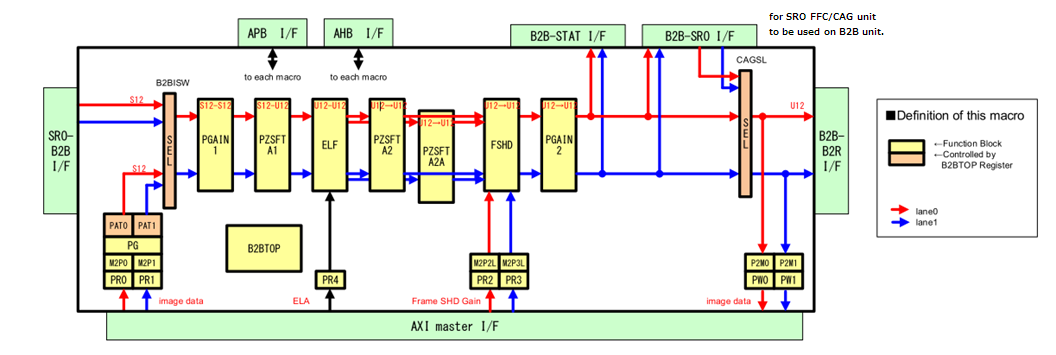 for SRO FFC/CAG unit
to be used on B2B unit.
APB I/F
AHB I/F
B2B-STAT I/F
B2B-SRO I/F
to each macro
to each macro
B2BISW
CAGSL
SRO-
B2B
I/F
S12
SEL
S12-S12
PGAIN
1
S12-U12
PZSFT
A1
U12-U12
ELF
U12→U12
PZSFT
A2
U12→U12
PZSFT
A2A
U12→U12
FSHD
U12→U12
PGAIN
2
SEL
U12
B2B-
B2R
I/F
■Definition of this macro
←Function Block
←Controlled by
B2BTOP Register
lane0
lane1
S12
PAT0
PAT1
PG
M2P0
M2P1
PR0
PR1
B2BTOP
PR4
M2P2L
M2P3L
PR2
PR3
P2M0
P2M1
PW0
PW1
image data
ELA
Frame SHD Gain
image data
AXI master I/F